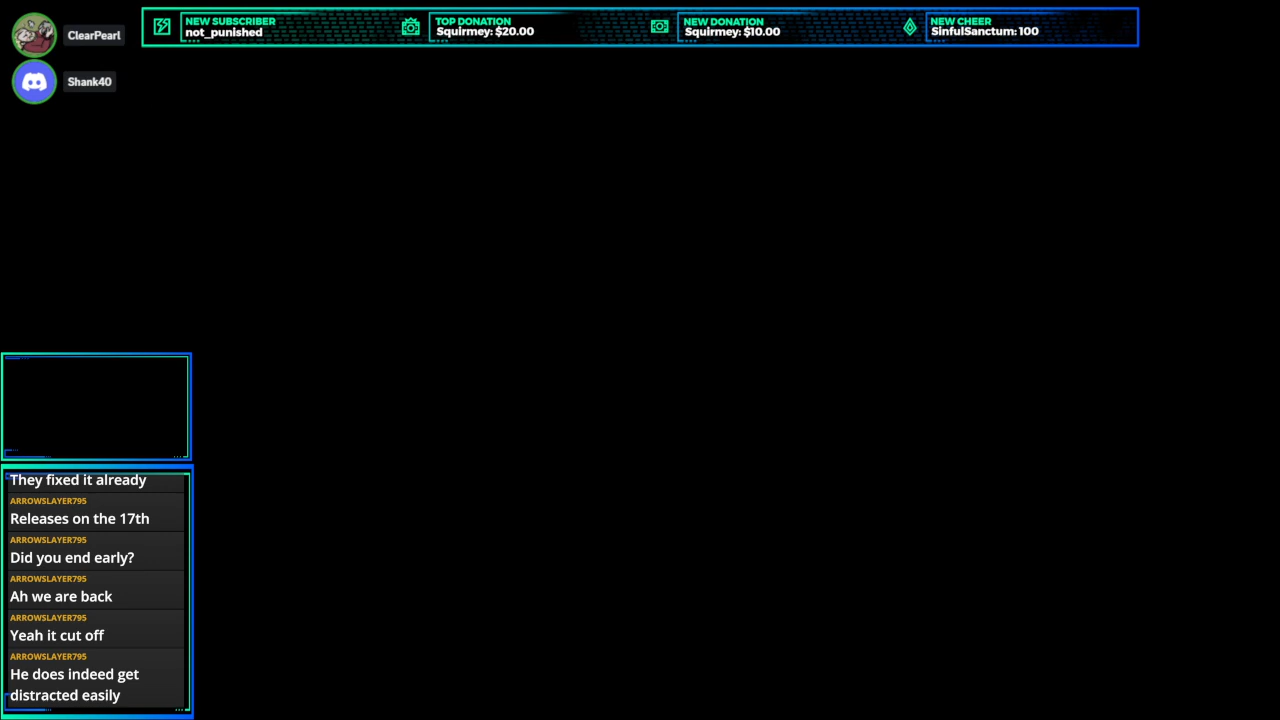 ClearPearl
Shank40
NEW SUBSCRIBER
not_punished
TOP DONATION
Squirmey: $20.00
NEW DONATION
Squirmey: $10.00
NEW CHEER
SinfulSanctum: 100
They fixed it already
ARROWSLAYER795
Releases on the 17th
ARROWSLAYER795
Did you end early?
ARROWSLAYER795
Ah we are back
ARROWSLAYER795
Yeah it cut off
ARROWSLAYER795
He does indeed get
distracted easily